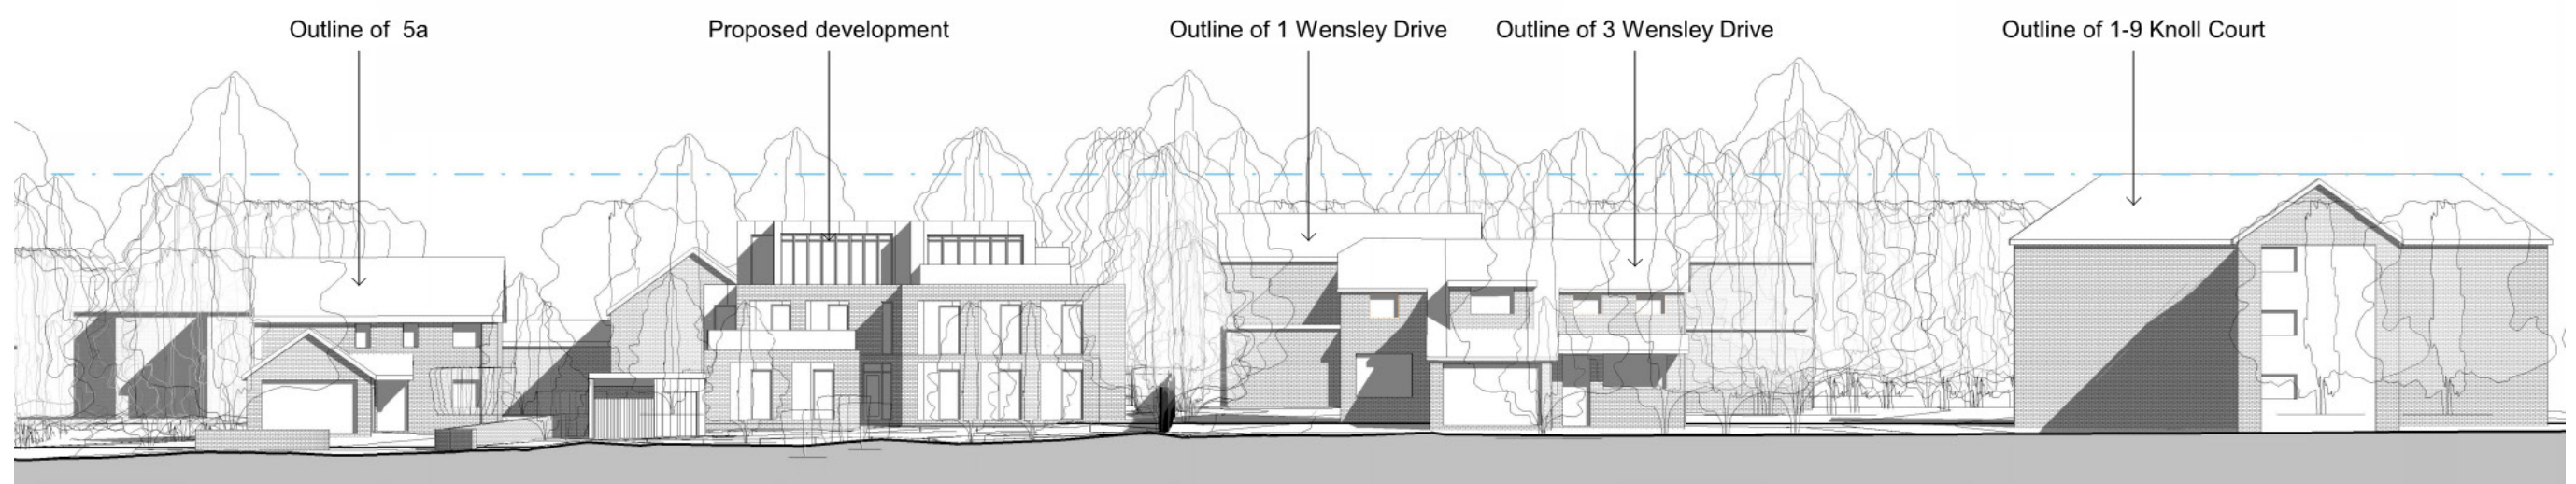 Outline of  5a
Proposed development
Outline of 1 Wensley Drive
Outline of 3 Wensley Drive
Outline of 1-9 Knoll Court